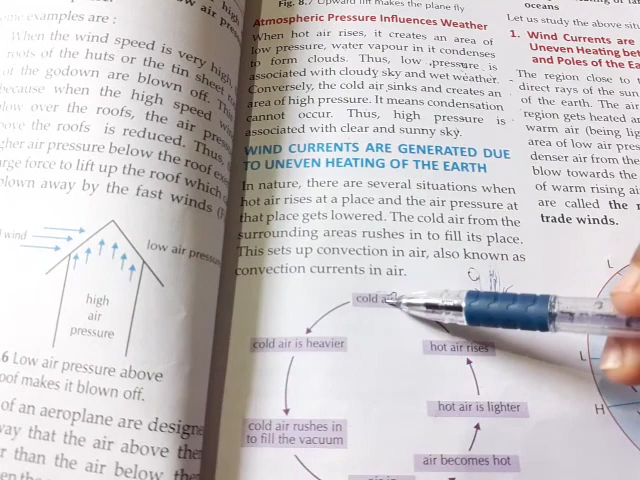 some examples are :
When the wind speed is very high,
roofs of the huts or the tin sheet
of the godown are blown off. This
because when the high speed wind
blow over the roofs, the air pressure
above the roofs is reduced. Thus,
higher air pressure below the roof
large force to lift up the roof which
blown away by the fast winds
wind
low air pressure
high
air
pressure
.6 Low air pressure above
roof makes it blown off.
of an aeroplane are designe
way that the air above the
than the air below
Fig. 8.7 Upward lift makes the plane fly
Atmospheric Pressure Influences Weather
When hot air rises, it creates an area of
low pressure, water vapour in it condenses
to form clouds. Thus, low pressure is
associated with cloudy sky and wet weather.
Conversely, the cold air sinks and creates an
area of high pressure. It means condensation
cannot occur. Thus, high pressure is
associated with clear and sunny sky.
WIND CURRENTS ARE GENERATED DUE
TO UNEVEN HEATING OF THE EARTH
In nature, there are several situations when
hot air rises at a place and the air pressure at
that place gets lowered. The cold air from the
surrounding areas rushes in to fill its place.
This sets up convection in air, also known as
convection currents in air.
cold
cold air is heavier
hot air rises
hot air is lighter
cold air rushes in
to fill the vacuum
air becomes hot
oceans
Let us study the above
1. Wind Currents are
Uneven Heating
and Poles of the
The region close to
direct rays of the sun
of the earth. The air
region gets heated
warm air (being
area of low
denser air from the
blow towards the
of warm rising
are called the
trade winds.
L
L
H